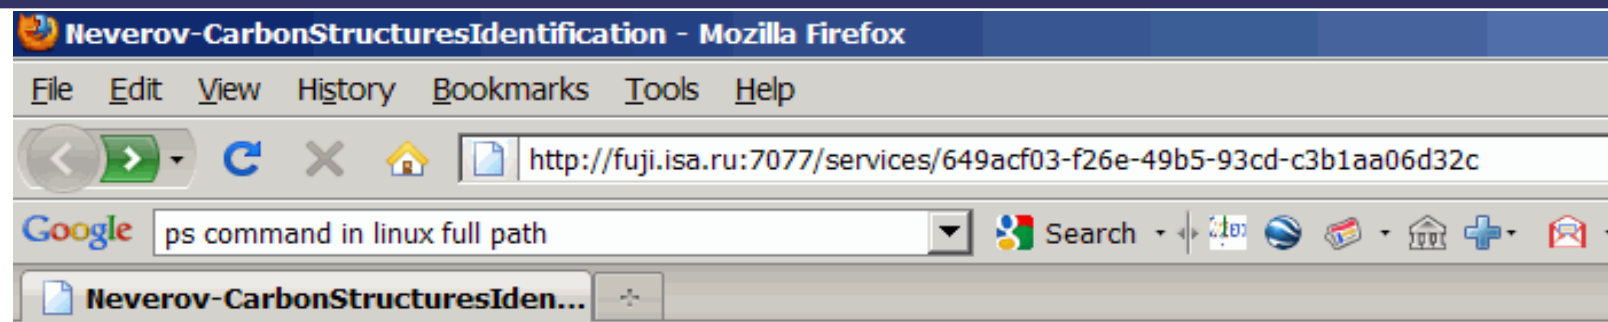 Neverov-CarbonStructuresIdentification - Mozilla Firefox
File Edit View History Bookmarks Tools Help
http://fuji.isa.ru:7077/services/649acf03-f26e-49b5-93cd-c3b1aa06d32c
Google ps command in linux full path Search
Neverov-CarbonStructuresIden...